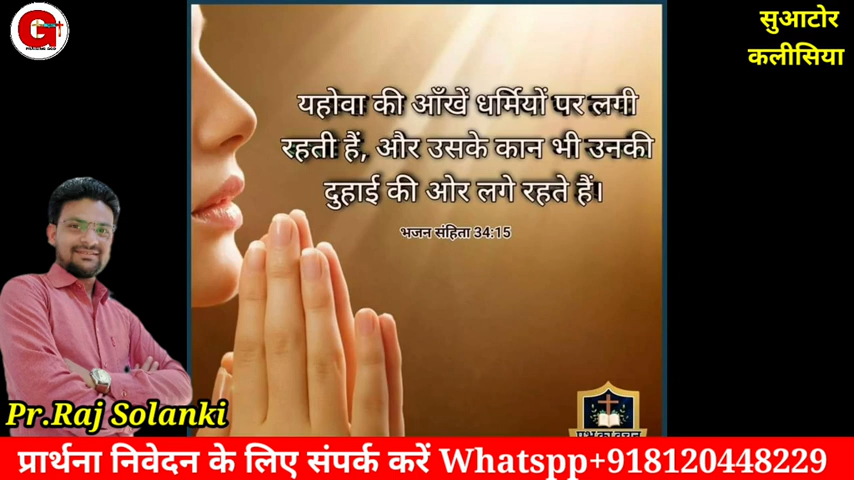 सुआटोर
कलीसिया
यहोवा की आँखें धर्मियों पर लगी
रहती हैं, और उसके कान भी उनकी
दुहाई की ओर लगे रहते हैं।
भजन संहिता 34:15
Pr.Raj Solanki
प्रार्थना निवेदन के लिए संपर्क करें Whatspp+918120448229